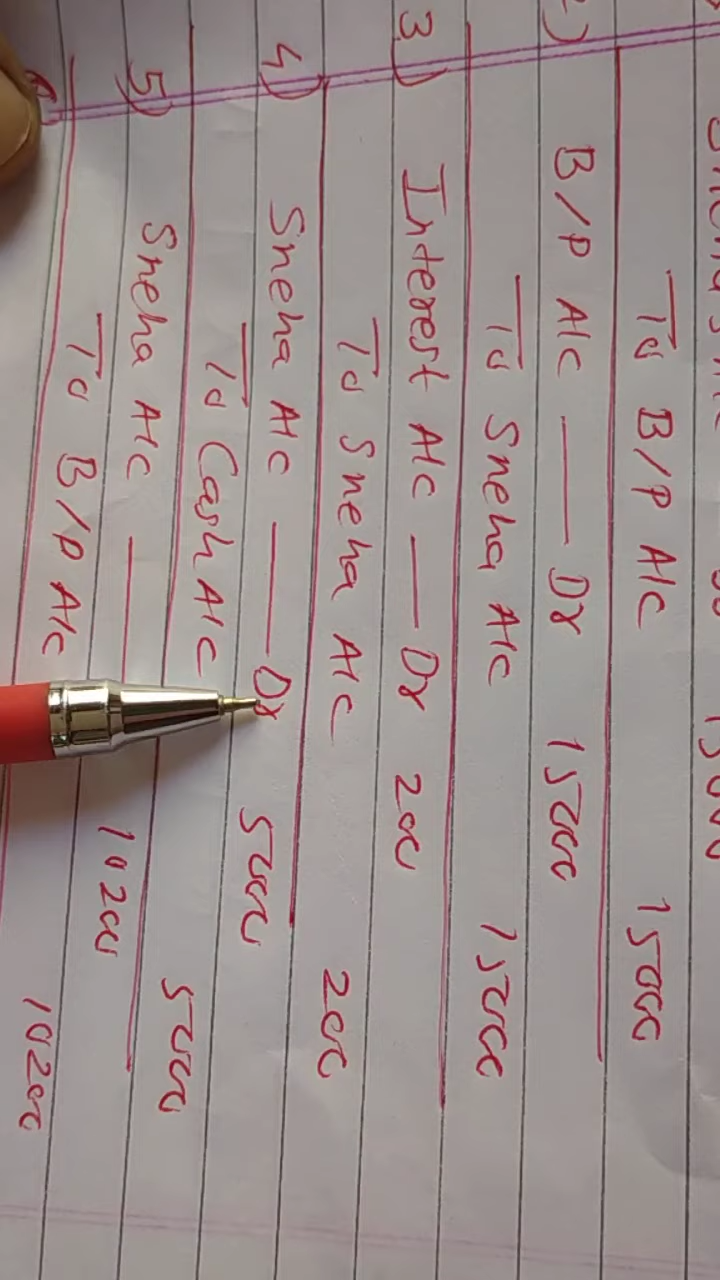 To B/P A/c 15000
2) B/P A/c — Dr 15000
To Sneha A/c 15000
3) Interest A/c — Dr 200
To Sneha A/c 200
4) Sneha A/c — Dr 5000
To Cash A/c 5000
5) Sneha A/c — 10200
To B/P A/c 10200